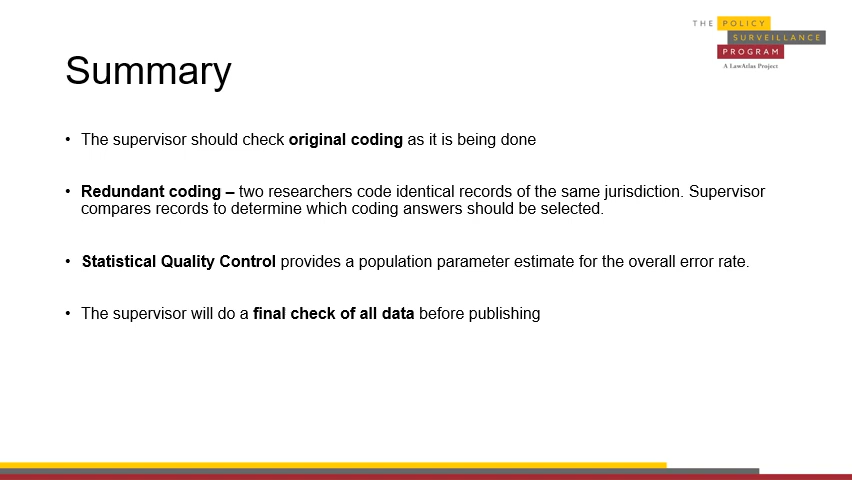 THE POLICY
SURVEILLANCE
PROGRAM
A LawAtlas Project
Summary
• The supervisor should check original coding as it is being done
• Redundant coding – two researchers code identical records of the same jurisdiction. Supervisor
compares records to determine which coding answers should be selected.
• Statistical Quality Control provides a population parameter estimate for the overall error rate.
• The supervisor will do a final check of all data before publishing